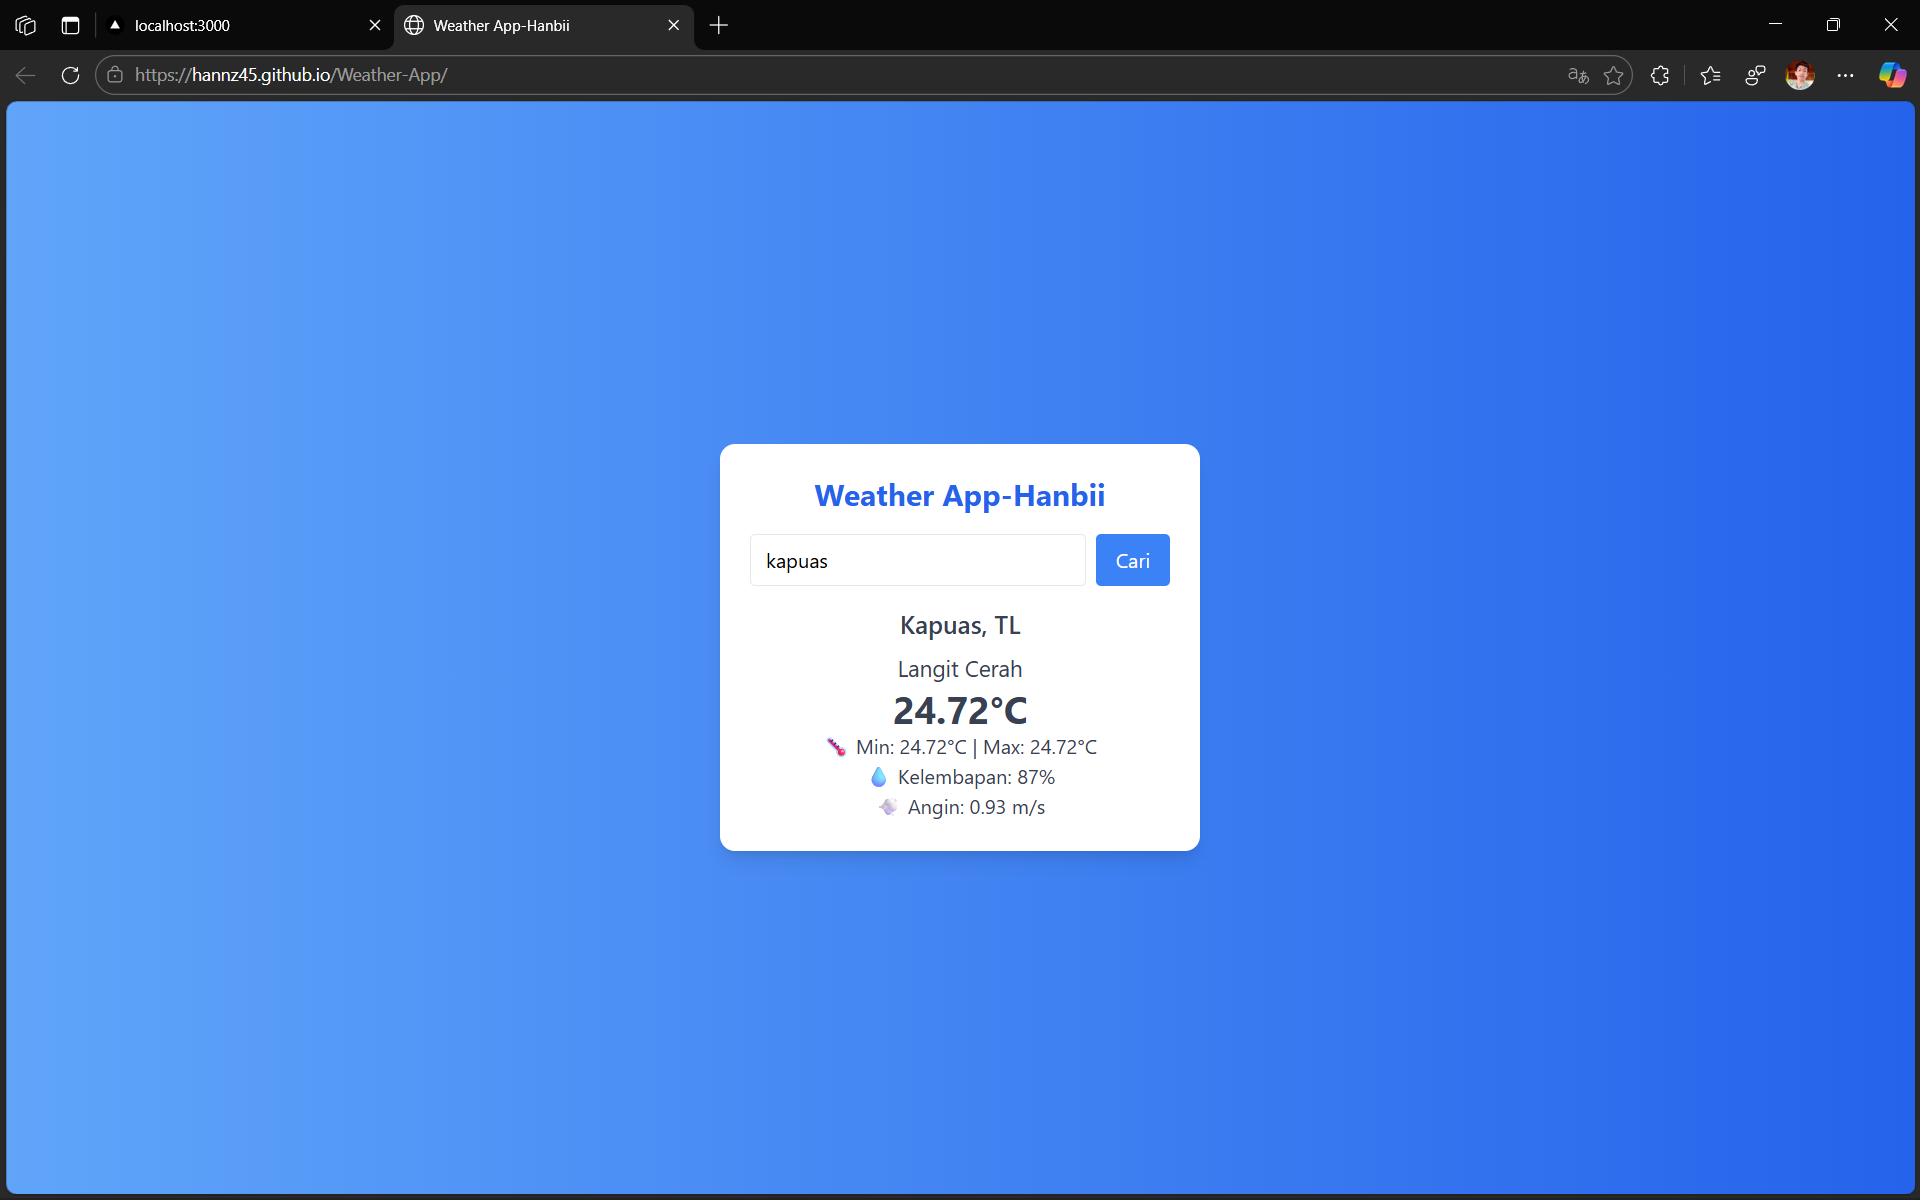 localhost:3000
Weather App-Hanbii
https://hannz45.github.io/Weather-App/
Weather App-Hanbii
kapuas
Cari
Kapuas, TL
Langit Cerah
24.72°C
Min: 24.72°C | Max: 24.72°C
Kelembapan: 87%
Angin: 0.93 m/s